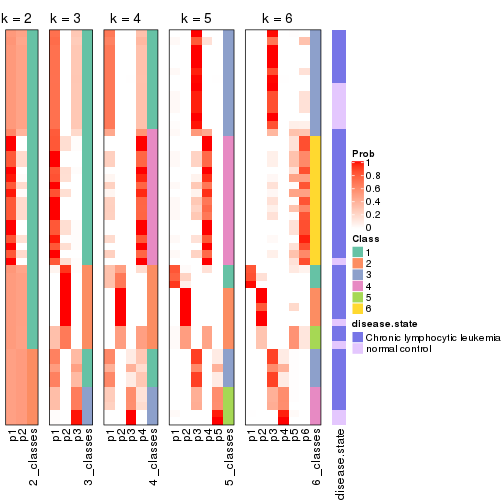 k = 2 k = 3 k = 4 k = 5 k = 6
Prob
1
0.8
0.6
0.4
0.2
0
Class
1
2
3
4
5
6
disease.state
Chronic lymphocytic leukemia
normal control
p1 p2 2_classes p1 p2 p3 3_classes p1 p2 p3 p4 4_classes p1 p2 p3 p4 p5 5_classes p1 p2 p3 p4 p5 p6 6_classes disease.state